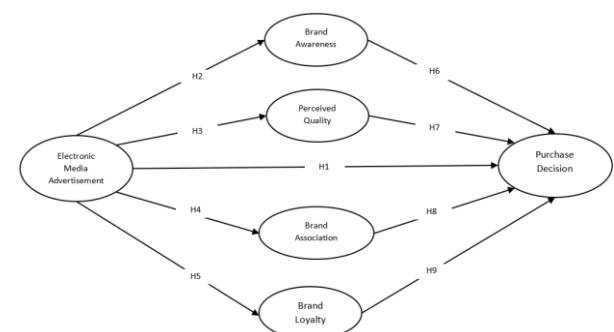 Brand
Awareness
H2
H6
Perceived
Quality
H3
H7
Electronic
Media
Advertisement
H1
Purchase
Decision
H4
Brand
Association
H8
H5
H9
Brand
Loyalty